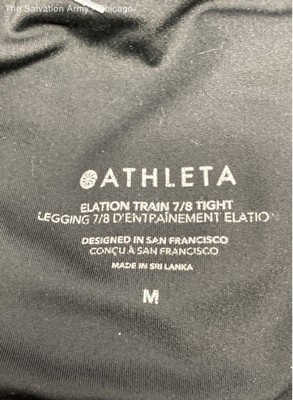 The Salvation Army - Chicago
ATHLETA
ELATION TRAIN 7/8 TIGHT
LEGGING 7/8 D'ENTRAÎNEMENT ELATIO
DESIGNED IN SAN FRANCISCO
CONÇU À SAN FRANCISCO
MADE IN SRI LANKA
M